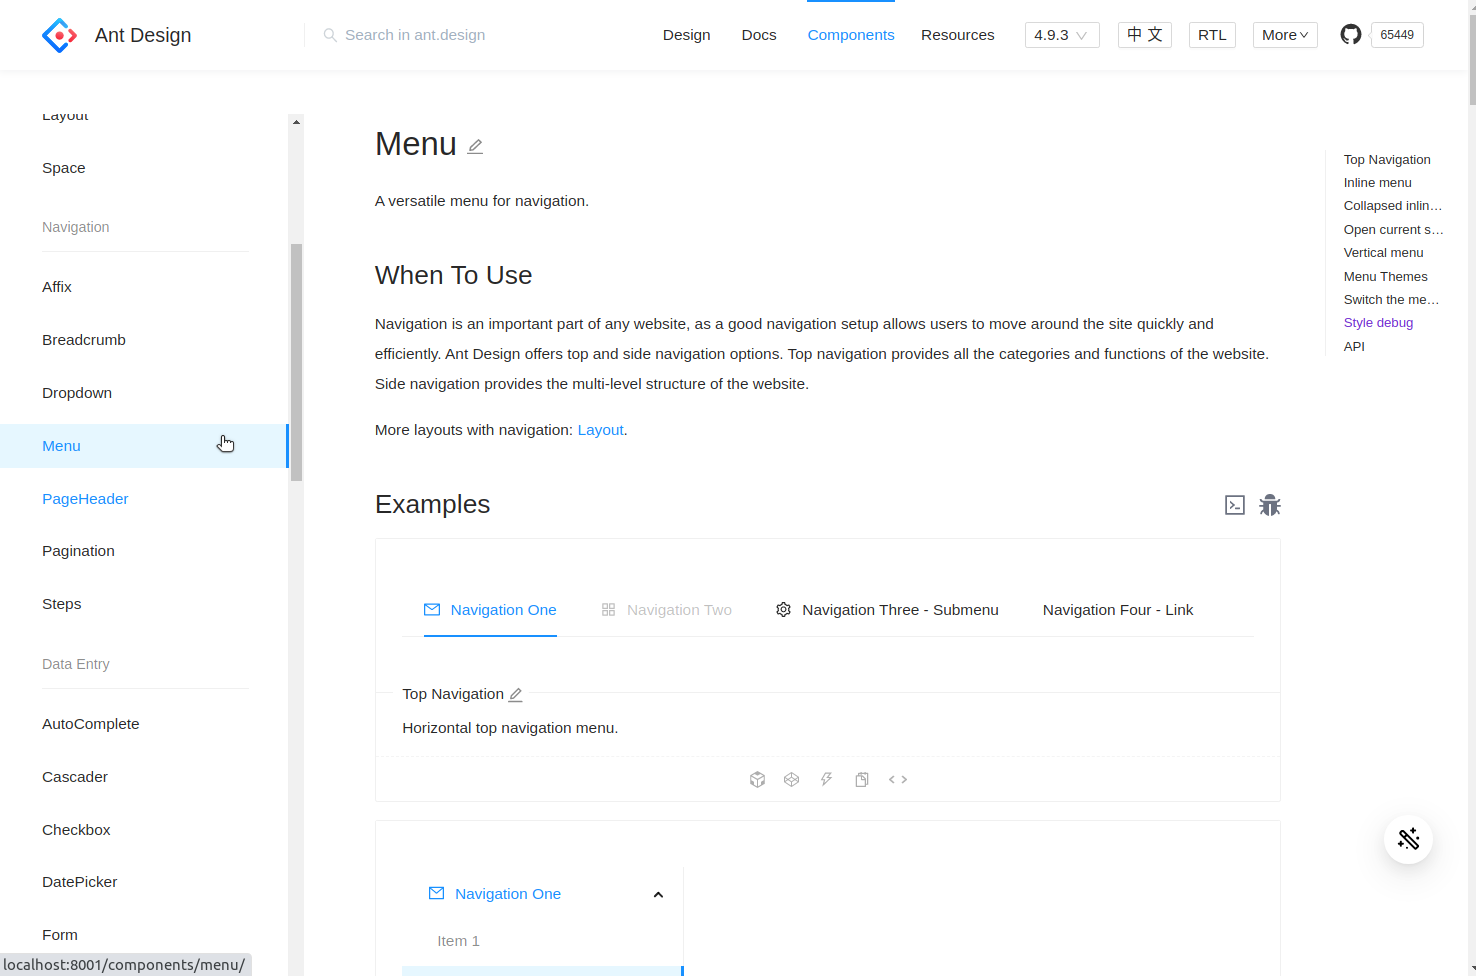 Ant Design
Search in ant.design
Design
Docs
Components
Resources
4.9.3
中 文
RTL
More
65449
Layout
Space
Navigation
Affix
Breadcrumb
Dropdown
Menu
PageHeader
Pagination
Steps
Data Entry
AutoComplete
Cascader
Checkbox
DatePicker
Form
localhost:8001/components/menu/
Menu
A versatile menu for navigation.
When To Use
Navigation is an important part of any website, as a good navigation setup allows users to move around the site quickly and
efficiently. Ant Design offers top and side navigation options. Top navigation provides all the categories and functions of the website.
Side navigation provides the multi-level structure of the website.
More layouts with navigation: Layout.
Examples
Navigation One
Navigation Two
Navigation Three - Submenu
Navigation Four - Link
Top Navigation
Horizontal top navigation menu.
Navigation One
Item 1
Top Navigation
Inline menu
Collapsed inlin…
Open current s…
Vertical menu
Menu Themes
Switch the me…
Style debug
API